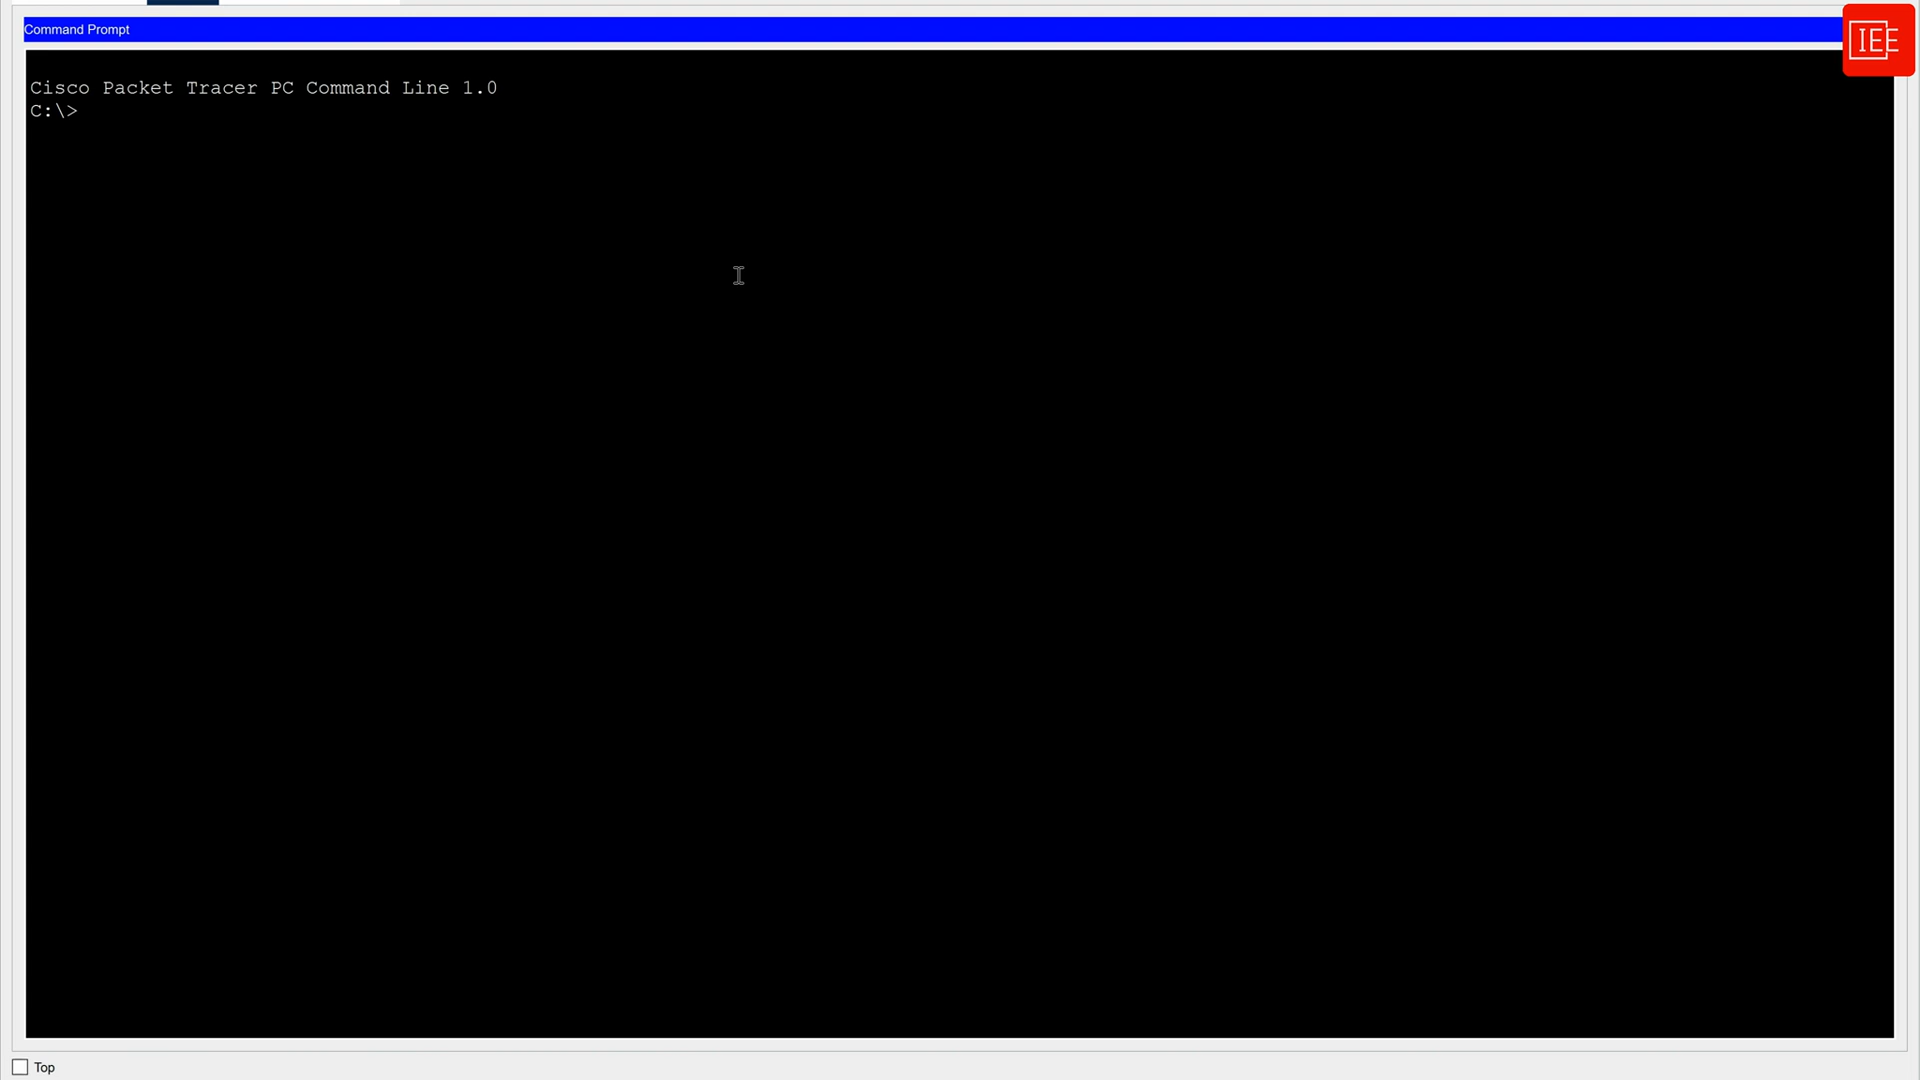 Command Prompt
IEE
Cisco Packet Tracer PC Command Line 1.0
C:\>
Top